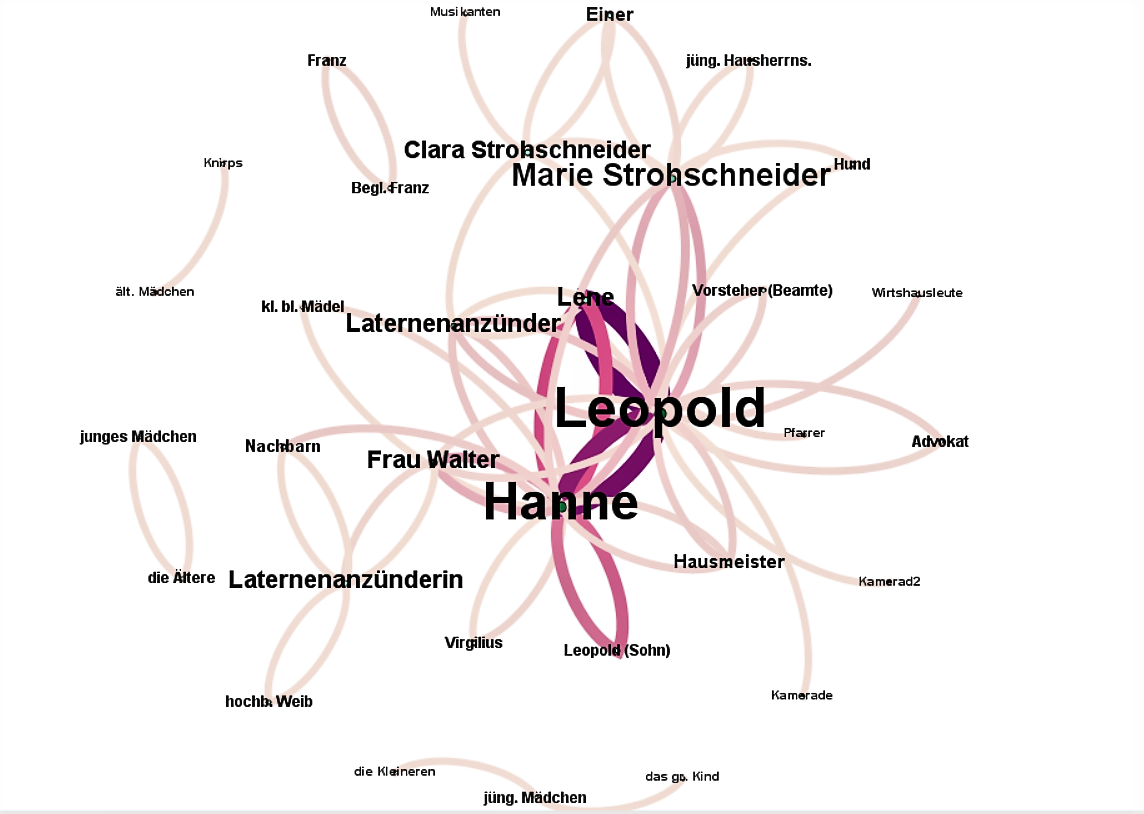 Musikanten
Einer
Franz
jüng. Hausherrns.
Clara Strohschneider
Knirps
Hund
Marie Strohschneider
Begl. Franz
ält. Mädchen
Vorsteher (Beamte)
Wirtshausleute
Lene
kl. bl. Mädel
Laternenanzünder
Leopold
Pfarrer
junges Mädchen
Advokat
Nachbarn
Frau Walter
Hanne
Hausmeister
die Ältere
Laternenanzünderin
Kamerad2
Virgilius
Leopold (Sohn)
Kamerade
hochb. Weib
die Kleineren
das gr. Kind
jüng. Mädchen